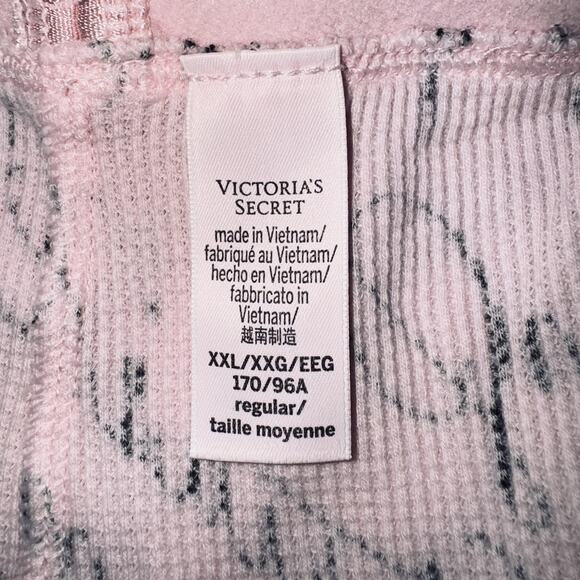 VICTORIA'S
SECRET
made in Vietnam/
fabriqué au Vietnam/
hecho en Vietnam/
fabbricato in
Vietnam/
越南制造
XXL/XXG/EEG
170/96A
regular/
taille moyenne